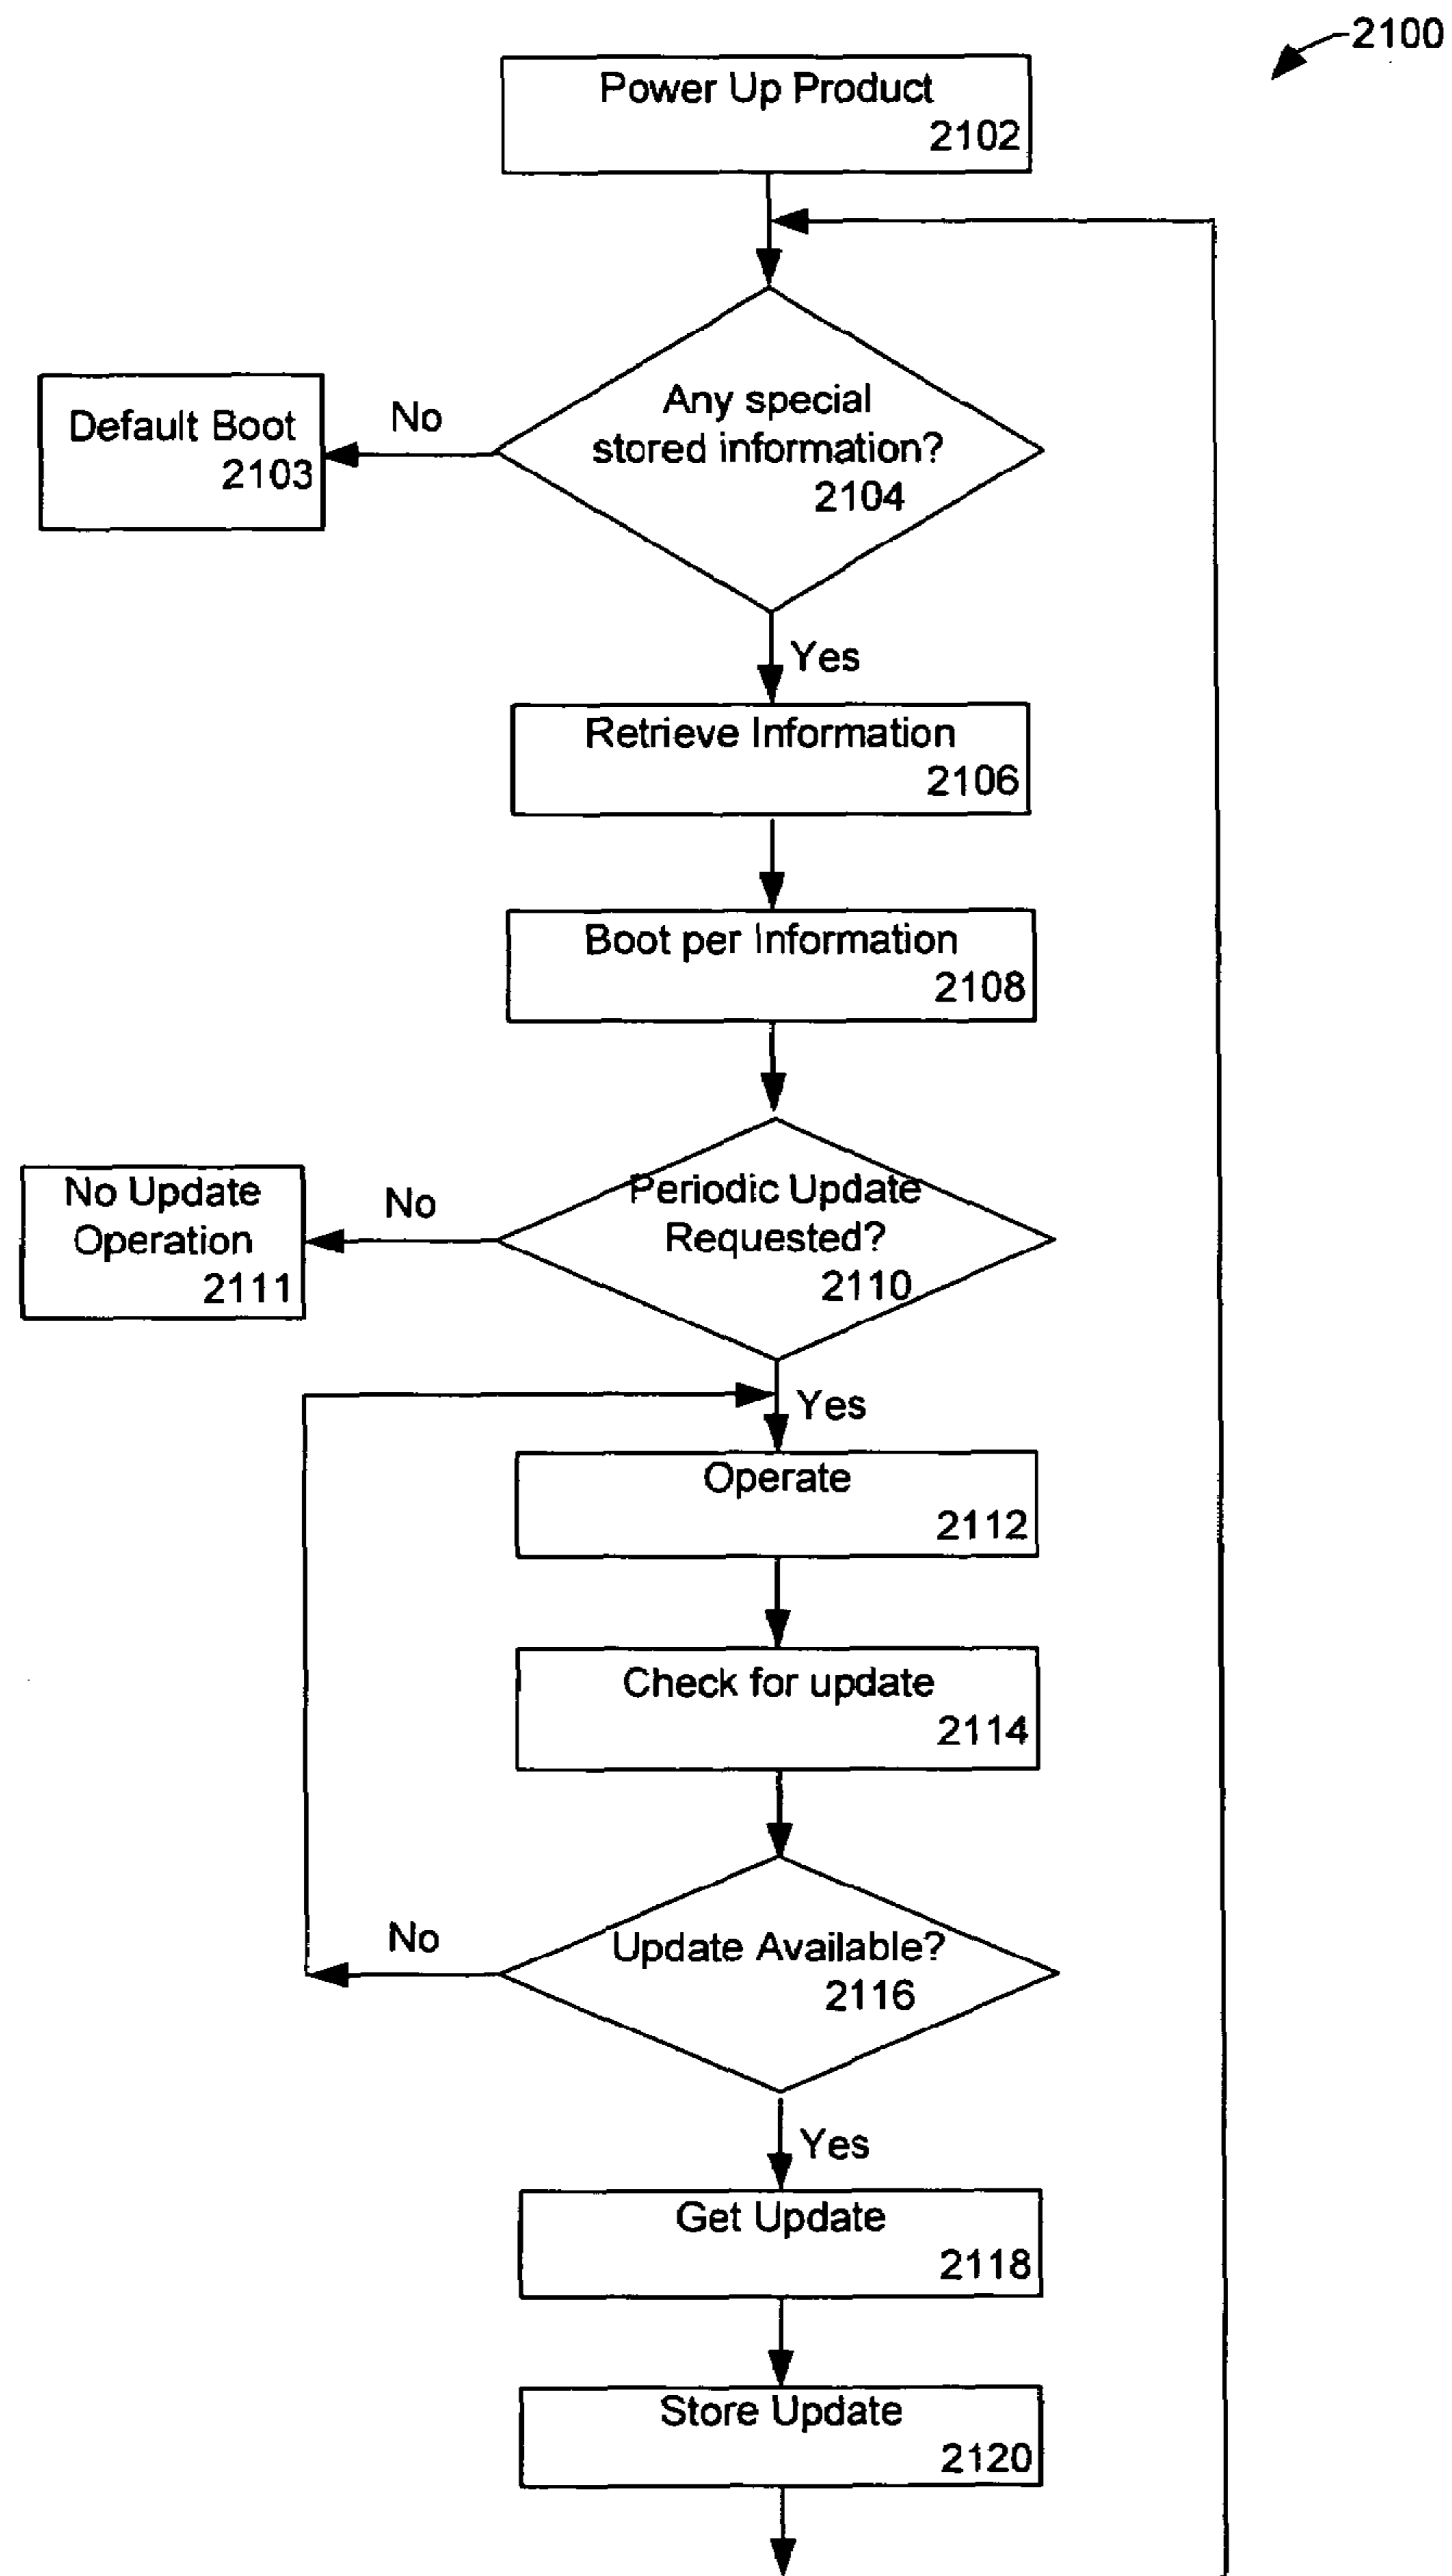 2100
Power Up Product
2102
Any special
stored information?
2104
No
Default Boot
2103
Yes
Retrieve Information
2106
Boot per Information
2108
Periodic Update
Requested?
2110
No
No Update
Operation
2111
Yes
Operate
2112
Check for update
2114
Update Available?
2116
No
Yes
Get Update
2118
Store Update
2120